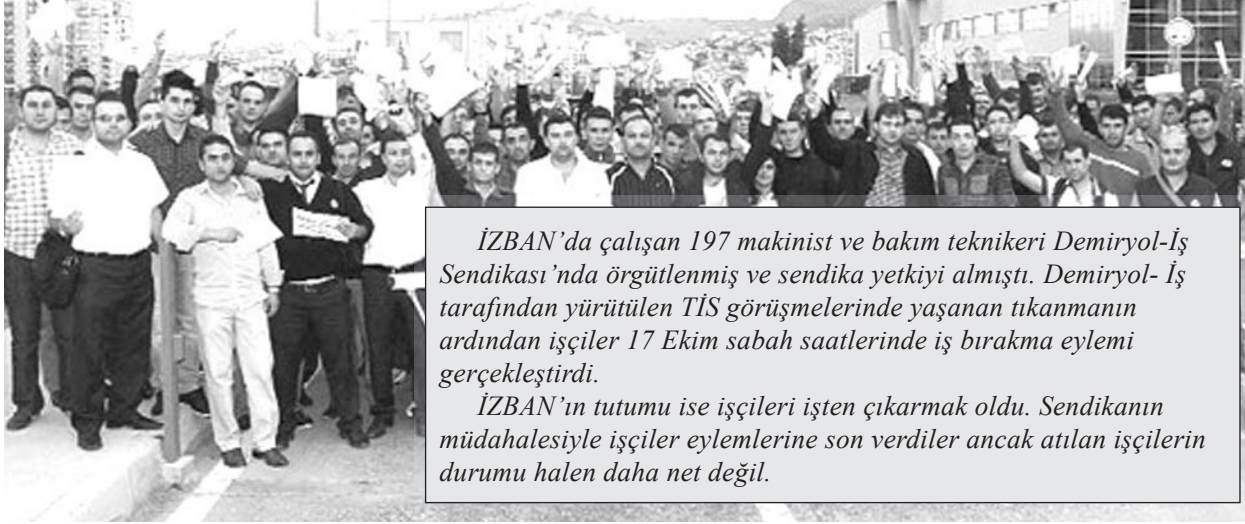 İZBAN’da çalışan 197 makinist ve bakım teknikeri Demiryol-İş
Sendikası’nda örgütlenmiş ve sendika yetkiyi almıştı. Demiryol- İş
tarafından yürütülen TİS görüşmelerinde yaşanan tıkanmanın
ardından işçiler 17 Ekim sabah saatlerinde iş bırakma eylemi
gerçekleştirdi.
İZBAN’ın tutumu ise işçileri işten çıkarmak oldu. Sendikanın
müdahalesiyle işçiler eylemlerine son verdiler ancak atılan işçilerin
durumu halen daha net değil.